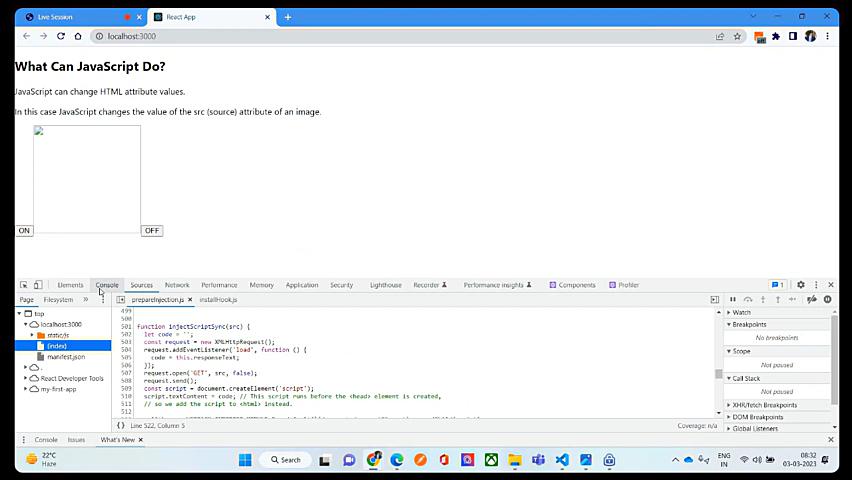 Live Session
React App
localhost:3000
What Can JavaScript Do?
JavaScript can change HTML attribute values.
In this case JavaScript changes the value of the src (source) attribute of an image.
ON
OFF
Elements Console Sources Network Performance Memory Application Security Lighthouse Recorder Performance insights Components Profiler 1
Page Filesystem »
prepareInjection.js × installHook.js
top
localhost:3000
static/js
(index)
manifest.json
React Developer Tools
my-first-app
499
500
501 function injectScriptSync(src) {
502 let code = '';
503 const request = new XMLHttpRequest();
504 request.addEventListener('load', function () {
505 code = this.responseText;
506 });
507 request.open('GET', src, false);
508 request.send();
509 const script = document.createElement('script');
510 script.textContent = code; // This script runs before the <head> element is created,
511 // so we add the script to <html> instead.
512
{} Line 522, Column 5
Coverage: n/a
Watch
Breakpoints
No breakpoints
Scope
Not paused
Call Stack
Not paused
XHR/fetch Breakpoints
DOM Breakpoints
Global Listeners
Console Issues What's New ×
22°C
Haze
Search
ENG
IN
08:32
03-03-2023